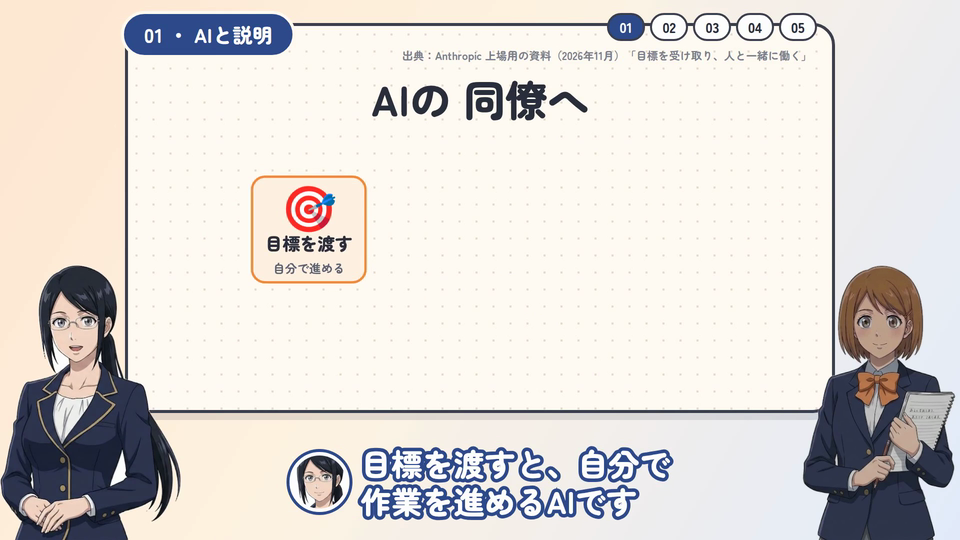 01 ・ AIと説明
01 02 03 04 05
出典：Anthropic 上場用の資料（2026年11月）「目標を受け取り、人と一緒に働く」
AIの 同僚へ
目標を渡す
自分で進める
目標を渡すと、自分で
作業を進めるAIです